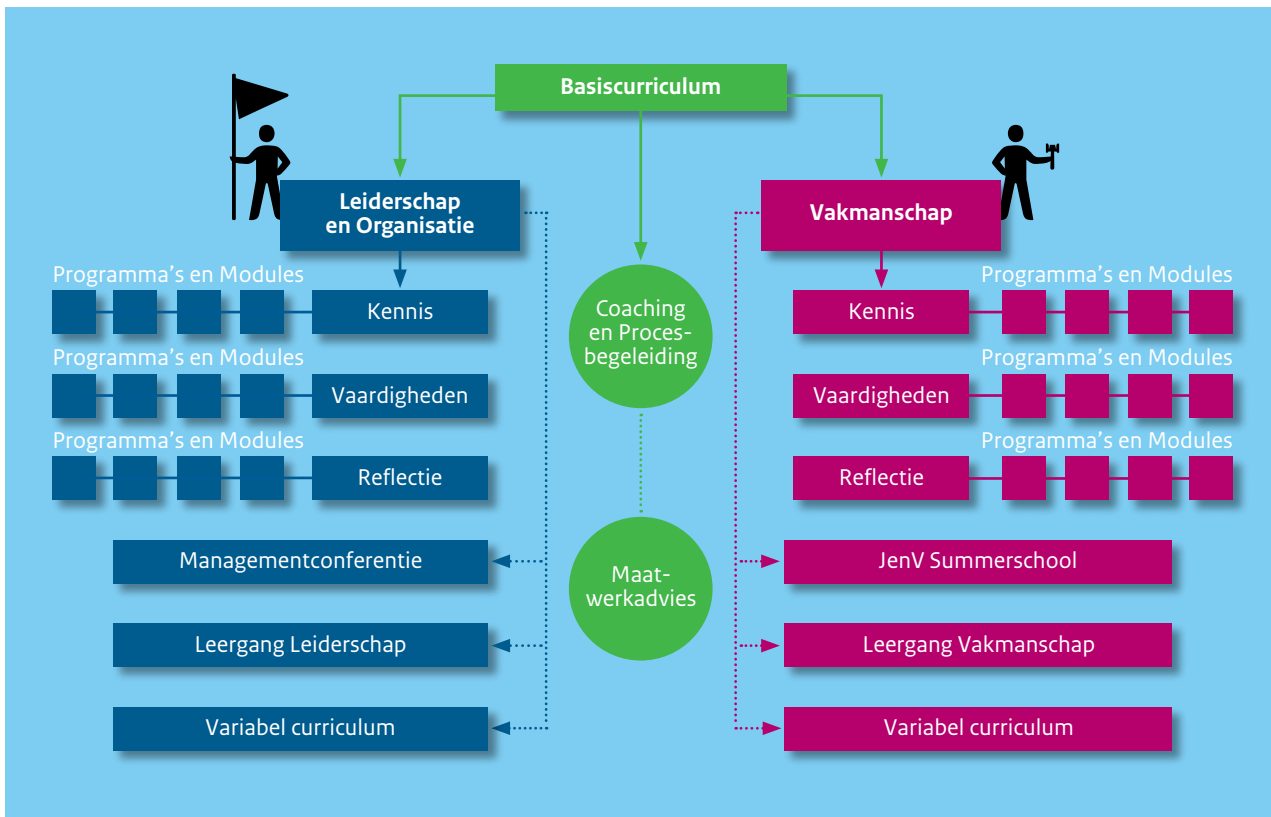 Basiscurriculum
Leiderschap
en Organisatie
Programma's en Modules
Kennis
Programma's en Modules
Vaardigheden
Programma's en Modules
Reflectie
Managementconferentie
Leergang Leiderschap
Variabel curriculum
Coaching
en Proces-
begeleiding
Maat-
werkadvies
Vakmanschap
Programma's en Modules
Kennis
Programma's en Modules
Vaardigheden
Programma's en Modules
Reflectie
JenV Summerschool
Leergang Vakmanschap
Variabel curriculum